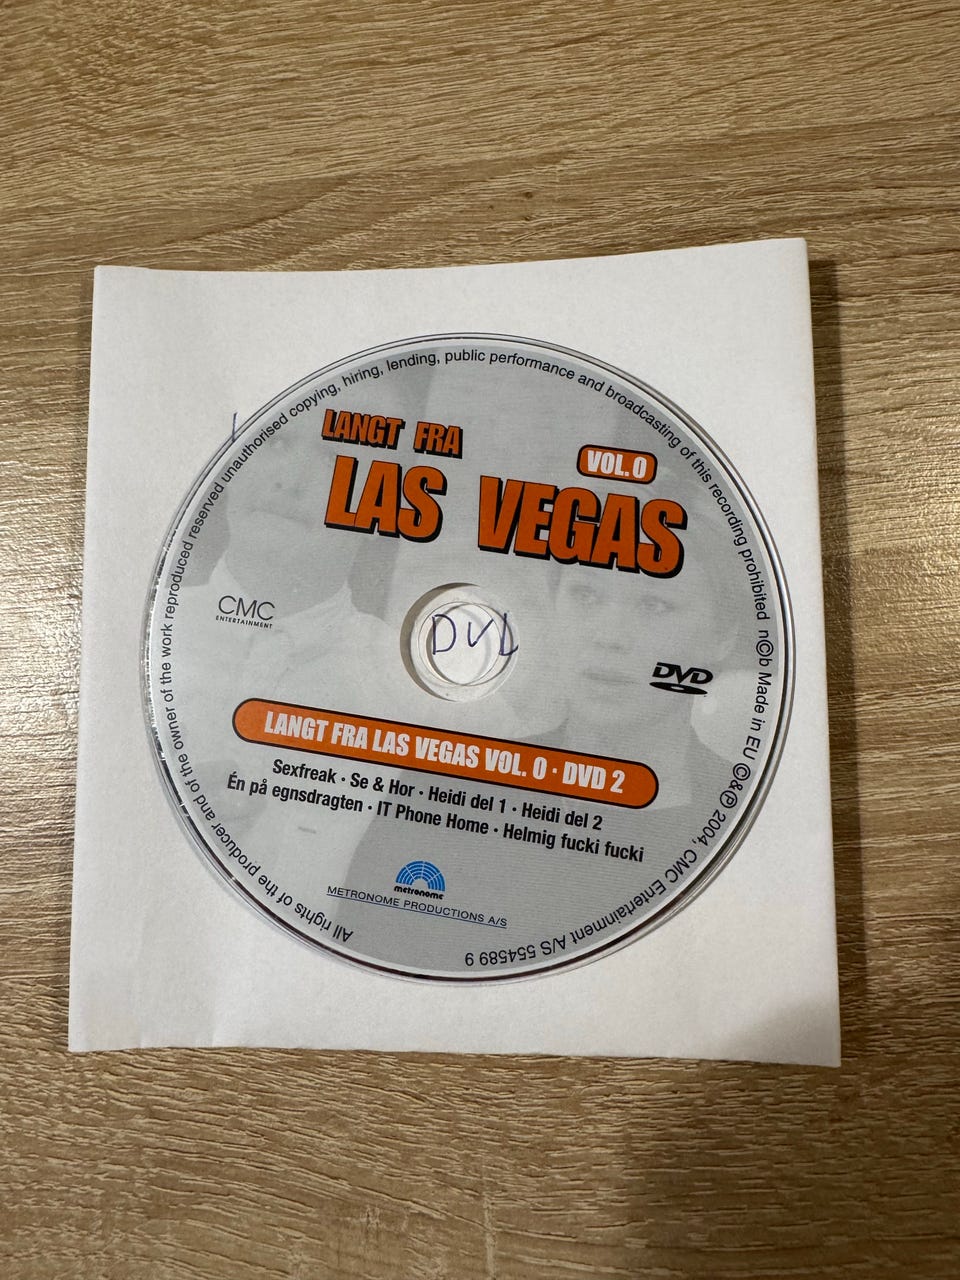 All rights of the producer and of the owner of the work reproduced reserved unauthorised copying, hiring, lending, public performance and broadcasting of this recording prohibited n©b Made in EU ©&℗ 2004, CMC Entertainment A/S 554589 9
LANGT FRA
LAS VEGAS
VOL. 0
CMC
ENTERTAINMENT
DVD
LANGT FRA LAS VEGAS VOL. 0 · DVD 2
Sexfreak · Se & Hor · Heidi del 1 · Heidi del 2
Én på egnsdragten · IT Phone Home · Helmig fucki fucki
metronome
METRONOME PRODUCTIONS A/S